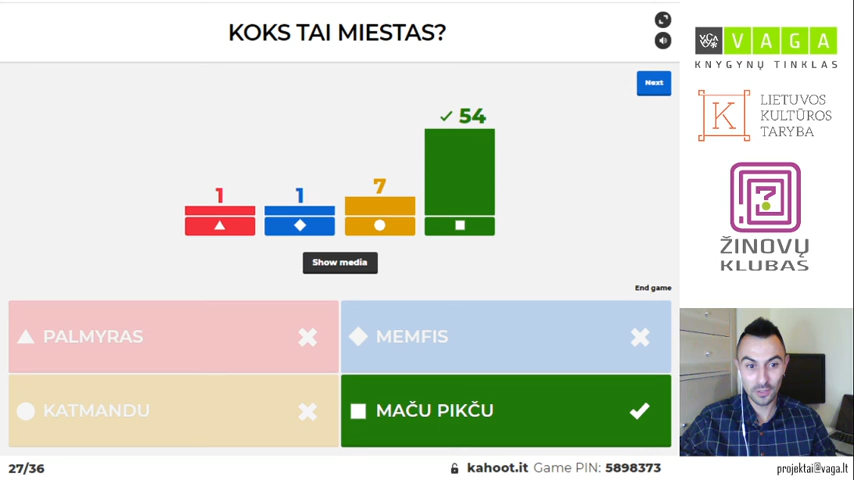 KOKS TAI MIESTAS?
VAGA
KNYGYNŲ TINKLAS
Next
LIETUVOS
KULTŪROS
TARYBA
K
1
1
7
54
Show media
ŽINOVŲ
KLUBAS
End game
PALMYRAS
MEMFIS
KATMANDU
MAČU PIKČU
27/36
kahoot.it Game PIN: 5898373
projektai@vaga.lt